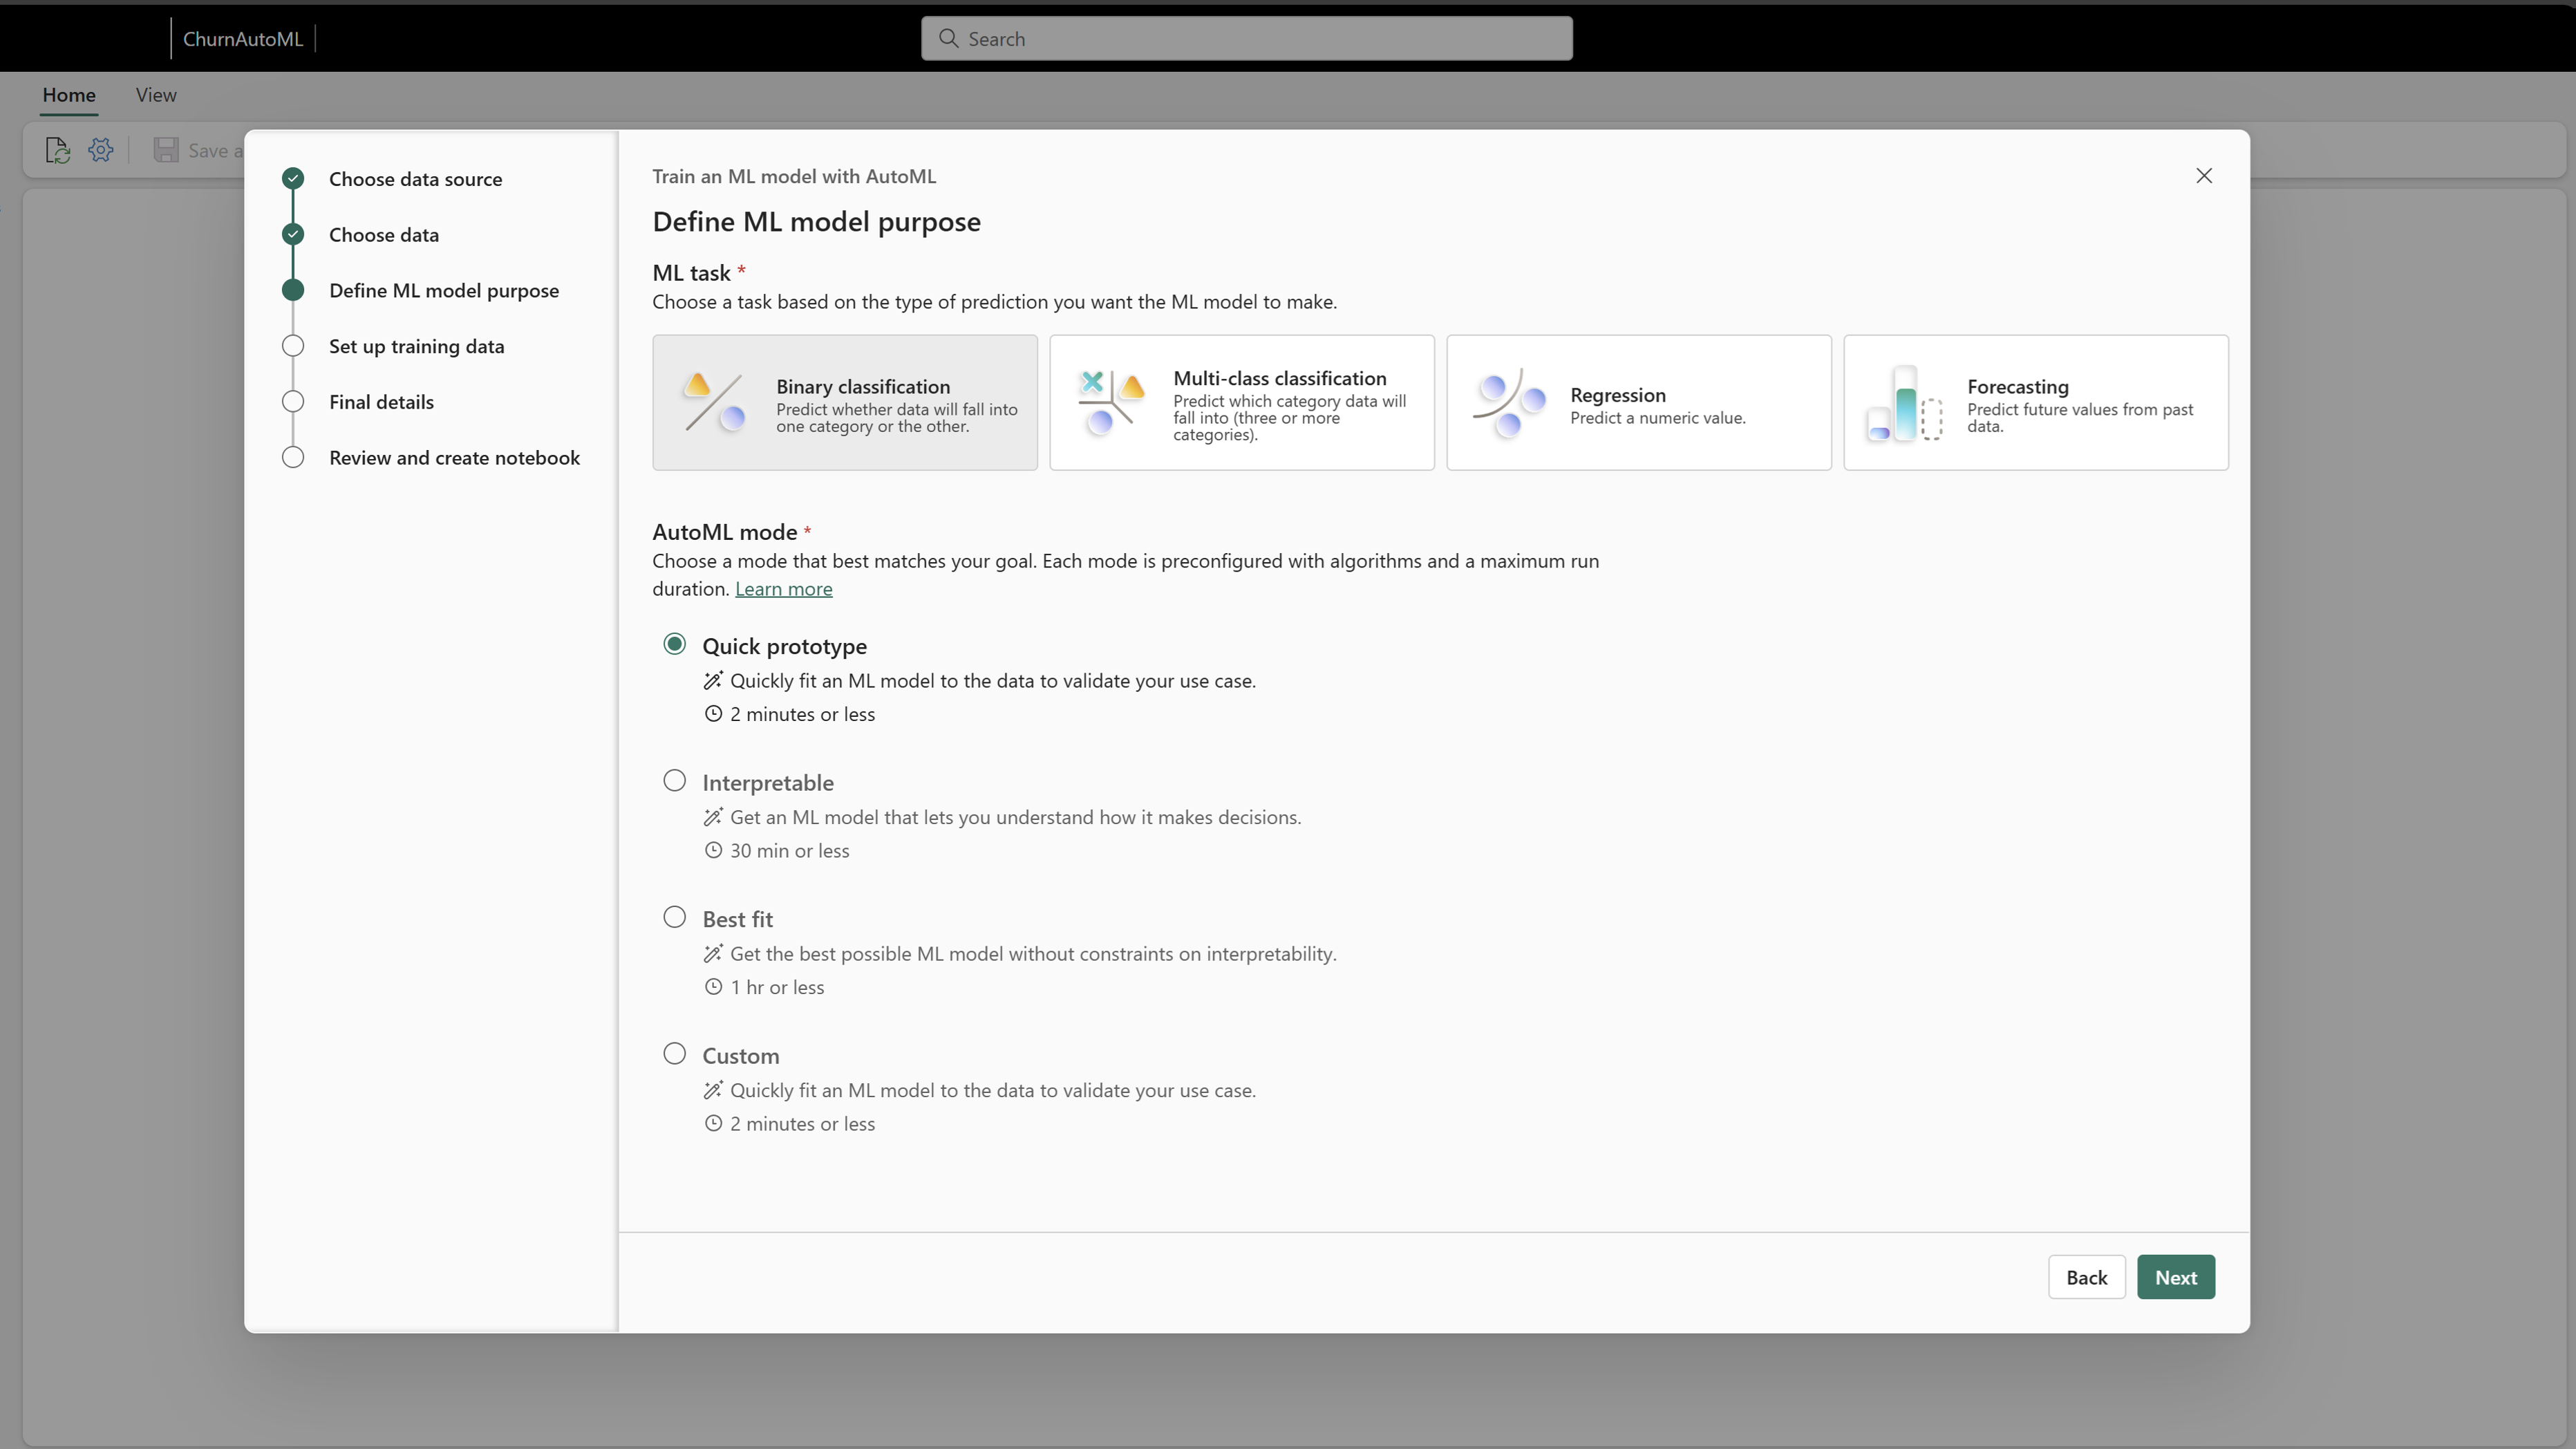 ChurnAutoML
Search
Home
View
Save a
Choose data source
Choose data
Define ML model purpose
Set up training data
Final details
Review and create notebook
Train an ML model with AutoML
Define ML model purpose
ML task *
Choose a task based on the type of prediction you want the ML model to make.
Binary classification
Predict whether data will fall into
one category or the other.
Multi-class classification
Predict which category data will
fall into (three or more
categories).
Regression
Predict a numeric value.
Forecasting
Predict future values from past
data.
AutoML mode *
Choose a mode that best matches your goal. Each mode is preconfigured with algorithms and a maximum run
duration. Learn more
Quick prototype
Quickly fit an ML model to the data to validate your use case.
2 minutes or less
Interpretable
Get an ML model that lets you understand how it makes decisions.
30 min or less
Best fit
Get the best possible ML model without constraints on interpretability.
1 hr or less
Custom
Quickly fit an ML model to the data to validate your use case.
2 minutes or less
Back
Next